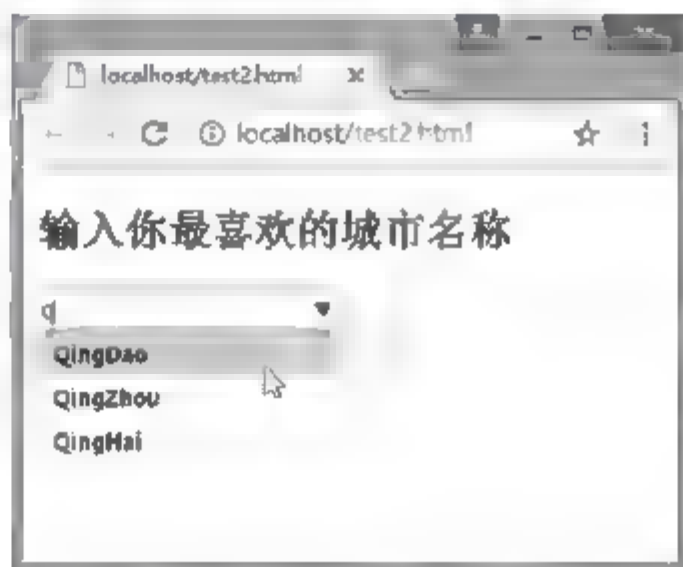 localhost/test2.html
localhost/test2.html
输入你最喜欢的城市名称
q
QingDao
QingZhou
QingHai